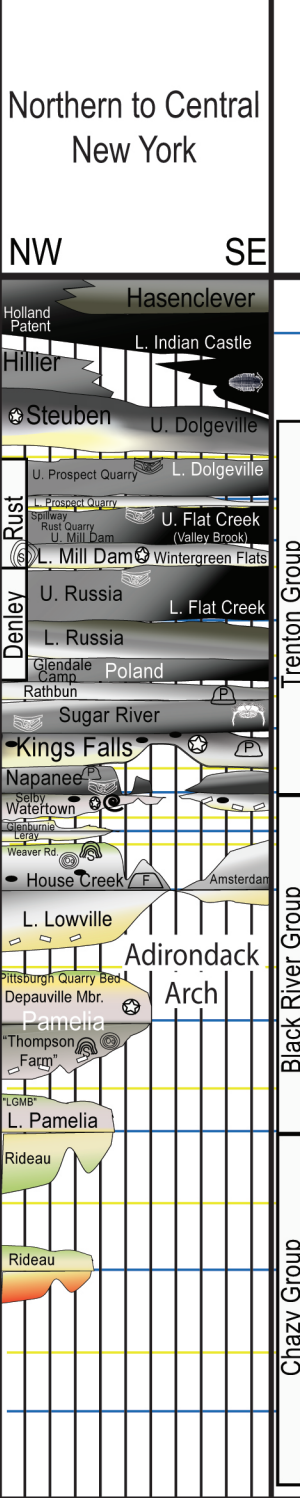 Northern to Central
New York
NW SE
Hasenclever
Holland
Patent
L. Indian Castle
Hillier
Steuben
U. Dolgeville
L. Dolgeville
U. Prospect Quarry
L. Prospect Quarry
Spillway
Rust Quarry
U. Mill Dam
U. Flat Creek
(Valley Brook)
Rust
S
L. Mill Dam
Wintergreen Flats
U. Russia
L. Flat Creek
Denley
L. Russia
Glendale
Camp
Poland
Rathbun
P
Sugar River
Kings Falls
P
Napanee
P
Selby
Watertown
Glenburnie
Leray
Weaver Rd.
S
House Creek
F
Amsterdam
L. Lowville
Adirondack
Arch
Pittsburgh Quarry Bed
Depauville Mbr.
Pamelia
"Thompson
Farm"
S
"LGMB"
L. Pamelia
Rideau
Rideau
Trenton Group
Black River Group
Chazy Group